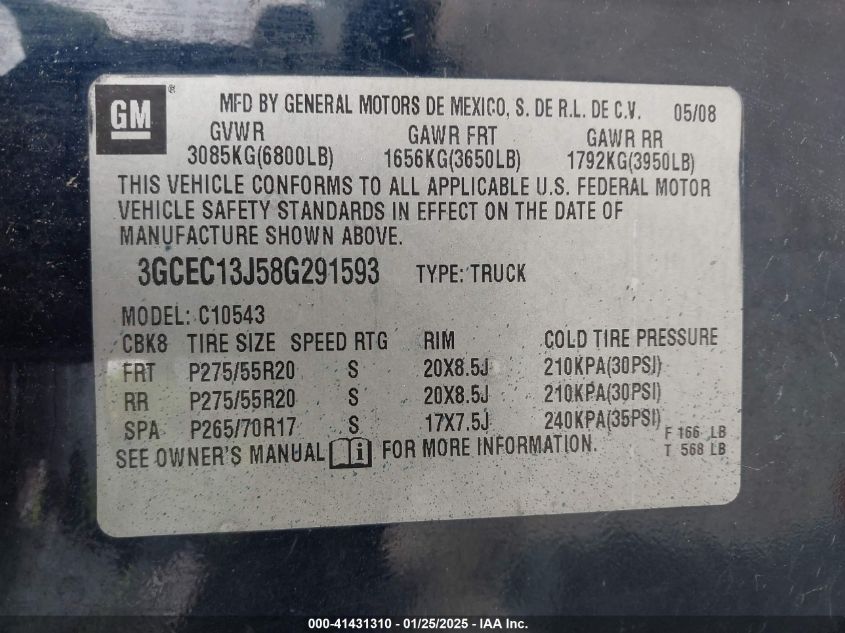 GM ® MFD BY GENERAL MOTORS DE MEXICO, S. DE R.L. DE C.V. 05/08
GVWR GAWR FRT GAWR RR
3085KG(6800LB) 1656KG(3650LB) 1792KG(3950LB)
THIS VEHICLE CONFORMS TO ALL APPLICABLE U.S. FEDERAL MOTOR
VEHICLE SAFETY STANDARDS IN EFFECT ON THE DATE OF
MANUFACTURE SHOWN ABOVE.
3GCEC13J58G291593 TYPE: TRUCK
MODEL: C10543
CBK8 TIRE SIZE SPEED RTG RIM COLD TIRE PRESSURE
FRT P275/55R20 S 20X8.5J 210KPA(30PSI)
RR P275/55R20 S 20X8.5J 210KPA(30PSI)
SPA P265/70R17 S 17X7.5J 240KPA(35PSI)
F 166 LB
SEE OWNER'S MANUAL i FOR MORE INFORMATION. T 568 LB
000-41431310 - 01/25/2025 - IAA Inc.